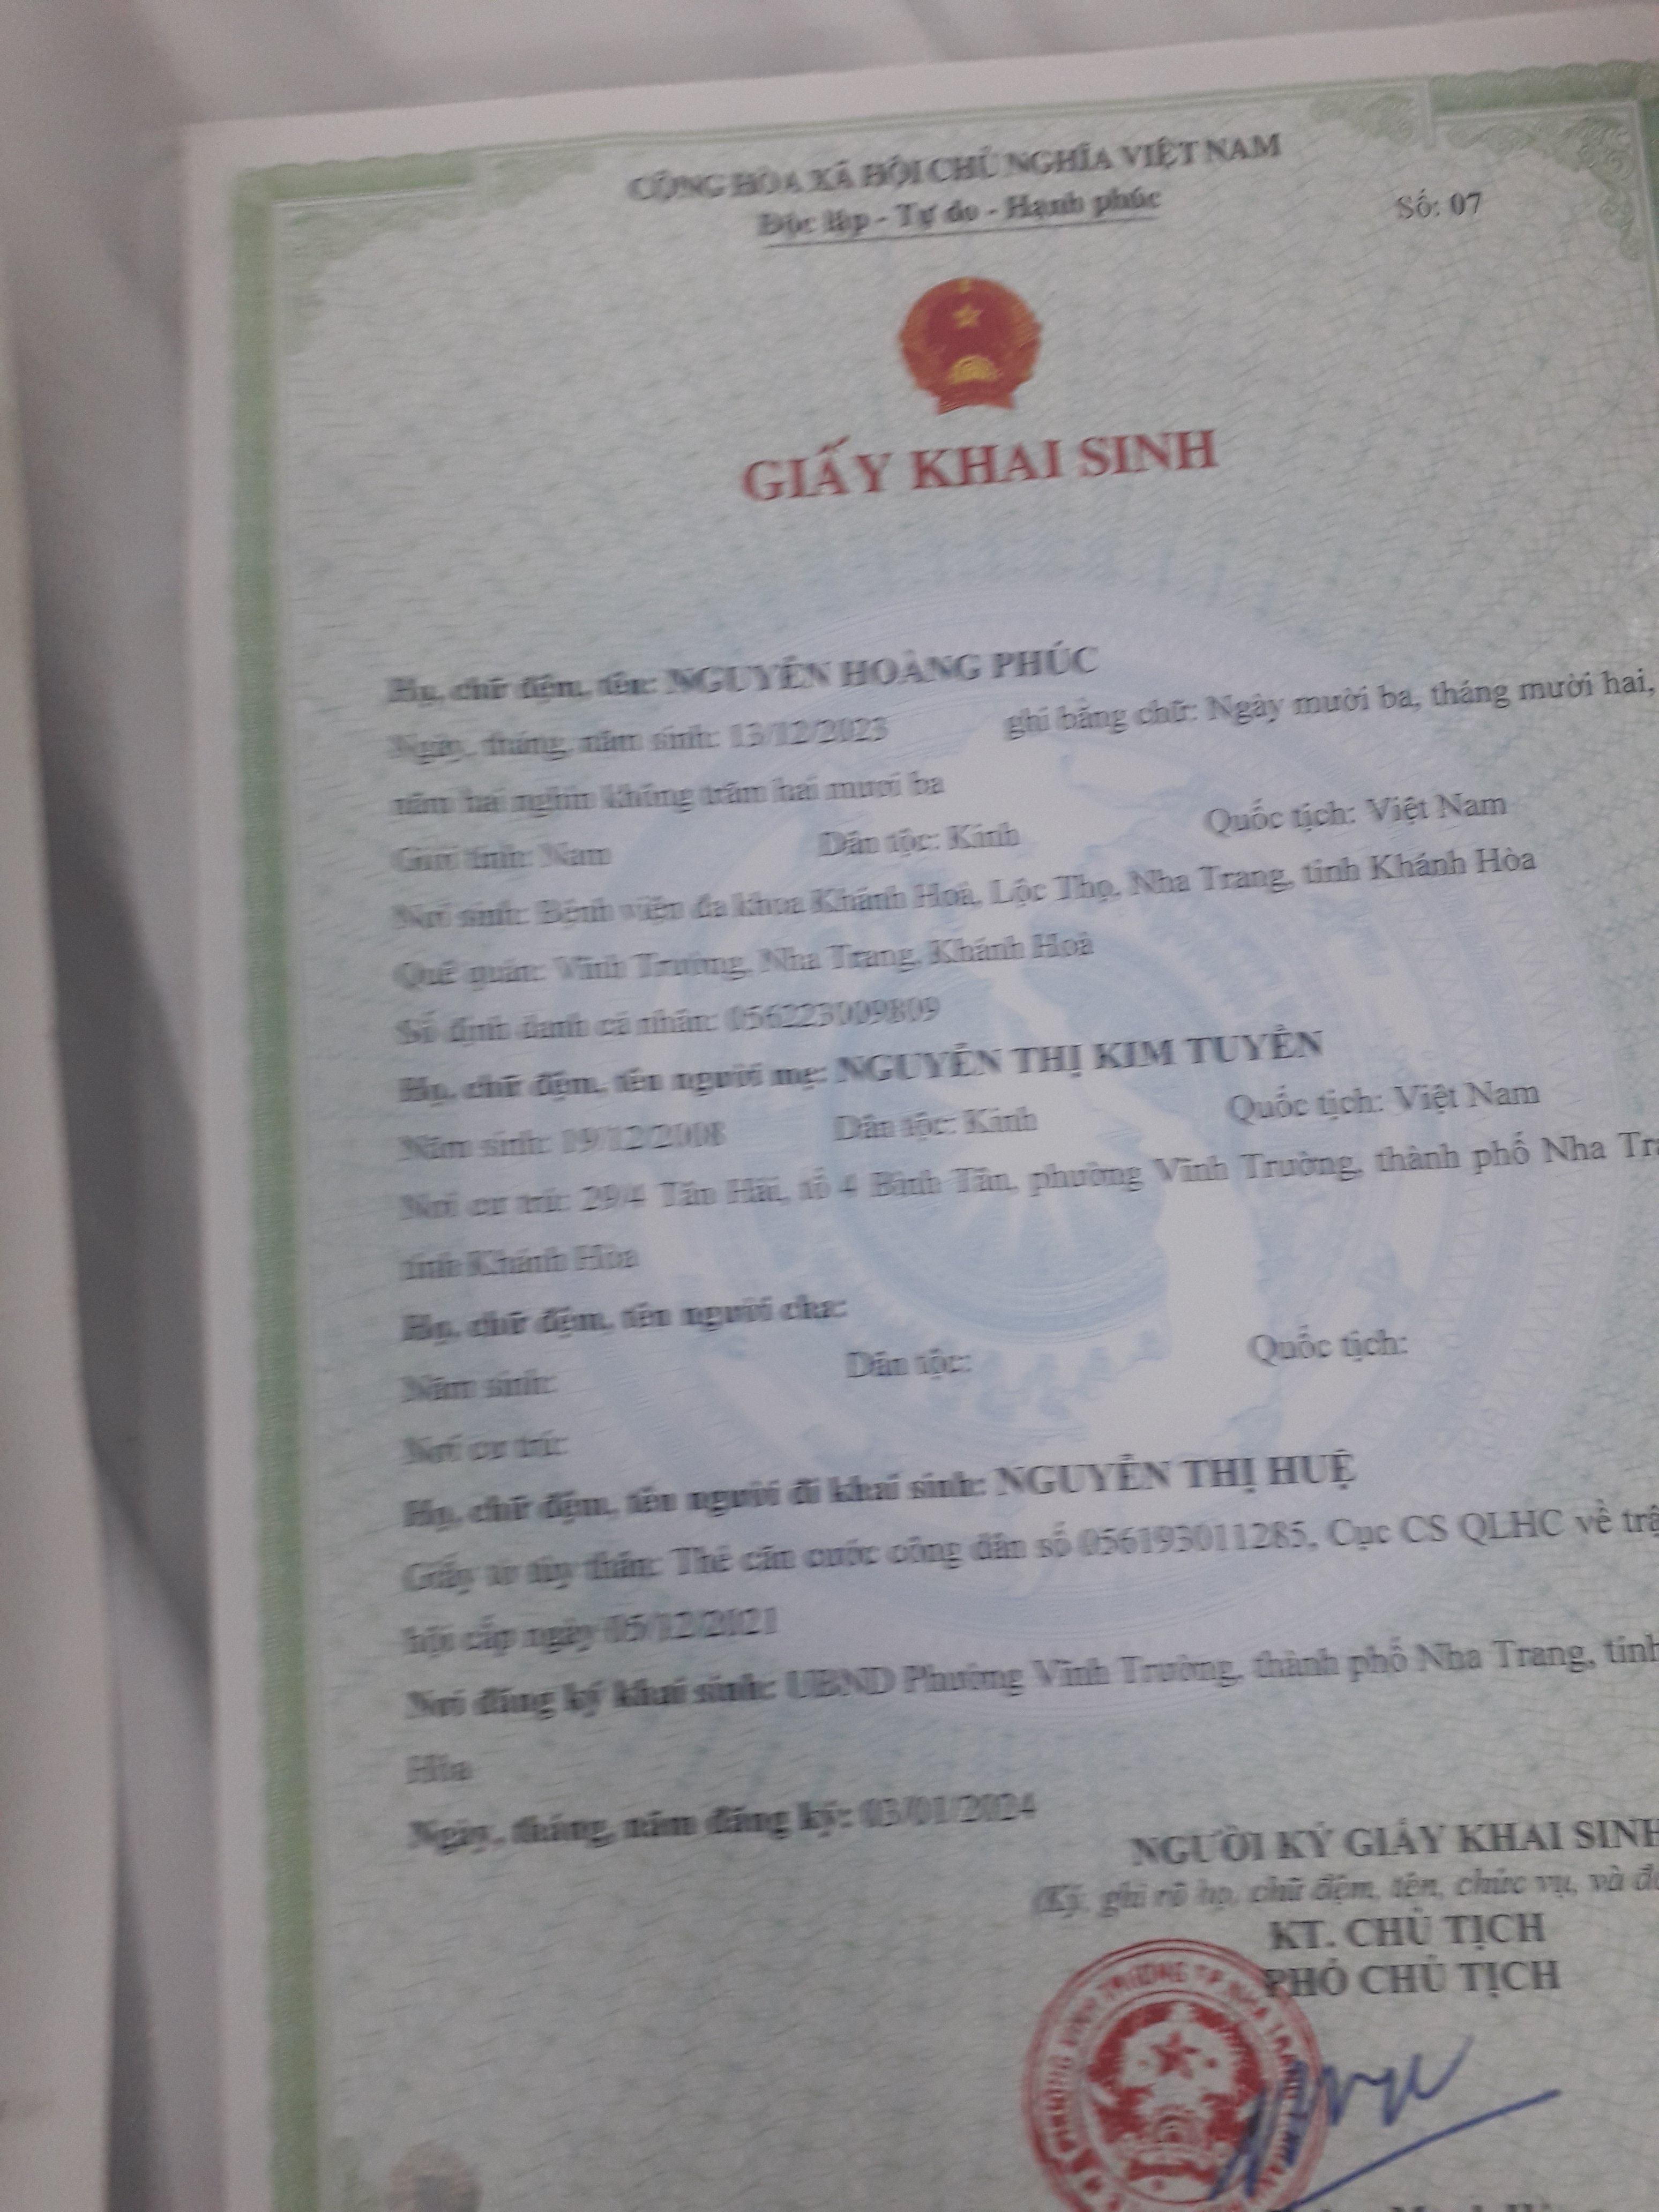 CỘNG HÒA XÃ HỘI CHỦ NGHĨA VIỆT NAM
Độc lập - Tự do - Hạnh phúc
Số: 07
GIẤY KHAI SINH
Họ, chữ đệm, tên: NGUYỄN HOÀNG PHÚC
Ngày, tháng, năm sinh: 13/12/2023 ghi bằng chữ: Ngày mười ba, tháng mười hai,
năm hai nghìn không trăm hai mươi ba
Giới tính: Nam Dân tộc: Kinh Quốc tịch: Việt Nam
Nơi sinh: Bệnh viện đa khoa Khánh Hoà, Lộc Thọ, Nha Trang, tỉnh Khánh Hòa
Quê quán: Vĩnh Trường, Nha Trang, Khánh Hoà
Số định danh cá nhân: 056223009809
Họ, chữ đệm, tên người mẹ: NGUYỄN THỊ KIM TUYỀN
Năm sinh: 19/12/2008 Dân tộc: Kinh Quốc tịch: Việt Nam
Nơi cư trú: 29/4 Tân Hải, tổ 4 Bình Tân, phường Vĩnh Trường, thành phố Nha Tra
tỉnh Khánh Hòa
Họ, chữ đệm, tên người cha:
Năm sinh: Dân tộc: Quốc tịch:
Nơi cư trú:
Họ, chữ đệm, tên người đi khai sinh: NGUYỄN THỊ HUỆ
Giấy tờ tùy thân: Thẻ căn cước công dân số 056193011285, Cục CS QLHC về trậ
hội cấp ngày 05/12/2021
Nơi đăng ký khai sinh: UBND Phường Vĩnh Trường, thành phố Nha Trang, tỉnh
Hòa
Ngày, tháng, năm đăng ký: 03/01/2024
NGƯỜI KÝ GIẤY KHAI SINH
(Ký, ghi rõ họ, chữ đệm, tên, chức vụ, và đó
KT. CHỦ TỊCH
PHÓ CHỦ TỊCH